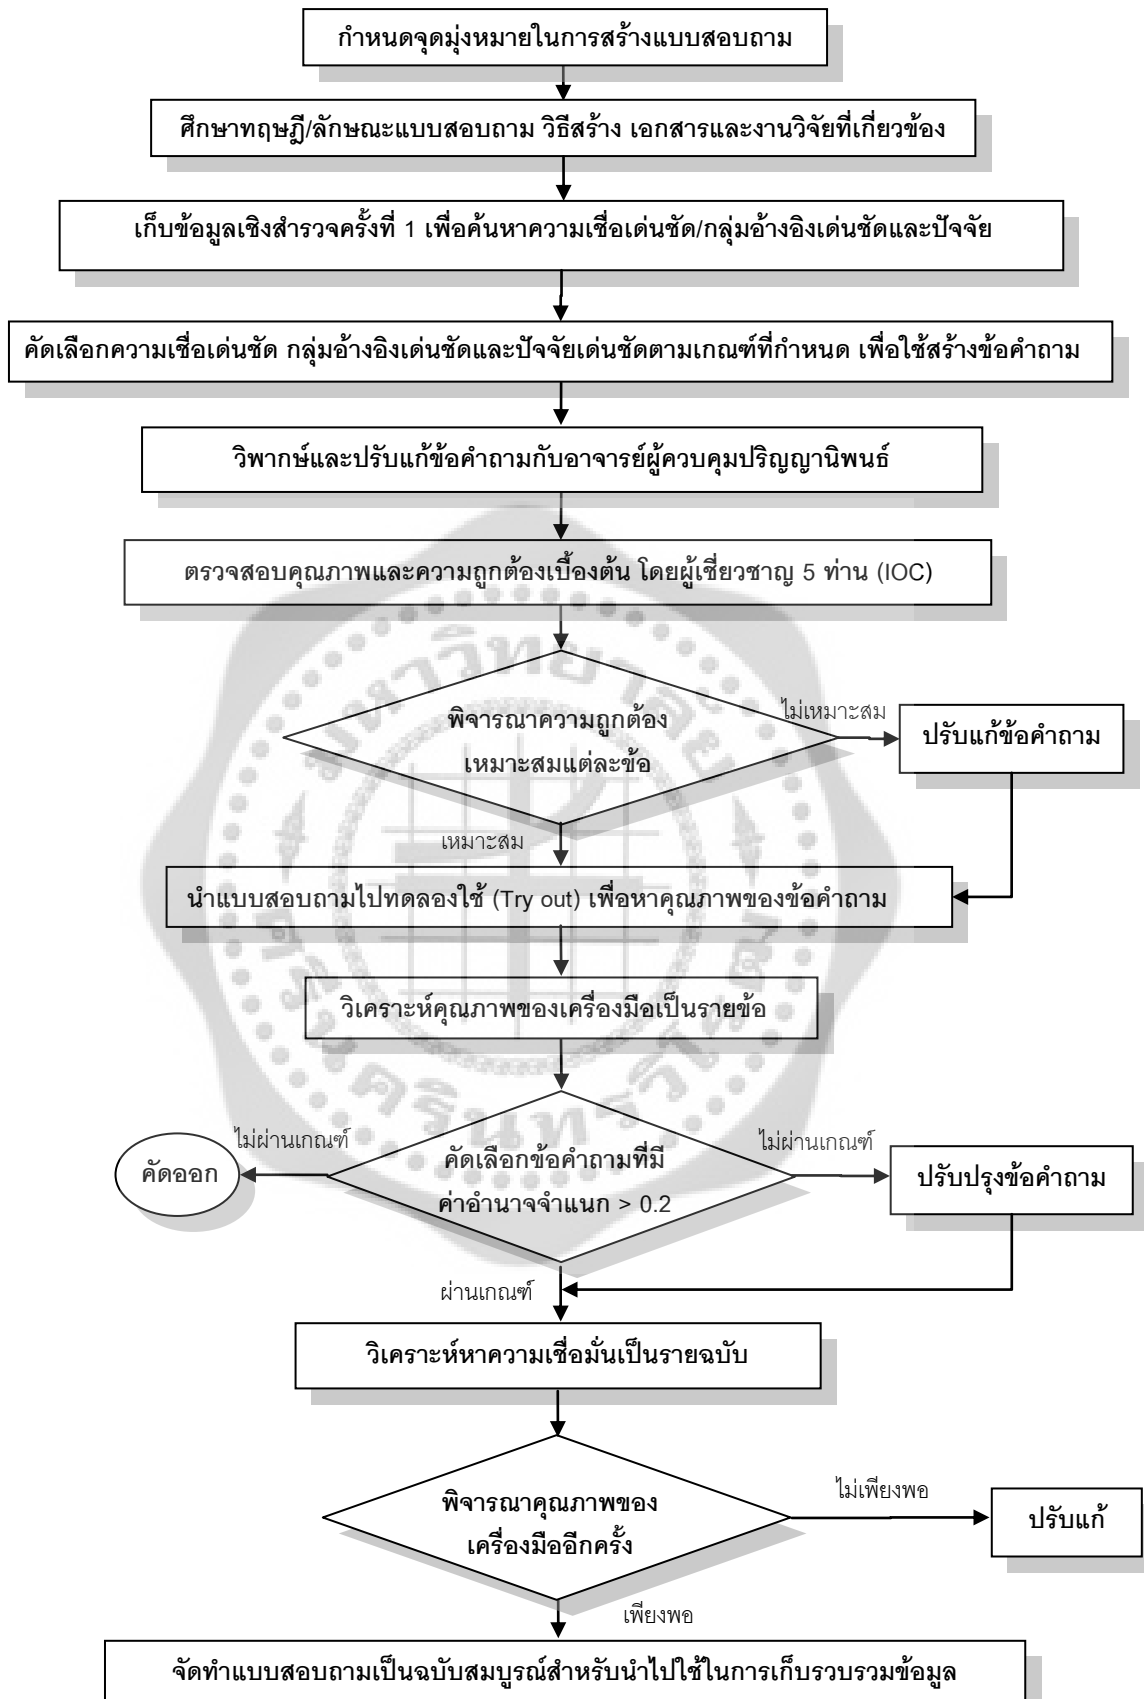 กำหนดจุดมุ่งหมายในการสร้างแบบสอบถาม
ศึกษาทฤษฎี/ลักษณะแบบสอบถาม วิธีสร้าง เอกสารและงานวิจัยที่เกี่ยวข้อง
เก็บข้อมูลเชิงสำรวจครั้งที่ 1 เพื่อค้นหาความเชื่อเด่นชัด/กลุ่มอ้างอิงเด่นชัดและปัจจัย
คัดเลือกความเชื่อเด่นชัด กลุ่มอ้างอิงเด่นชัดและปัจจัยเด่นชัดตามเกณฑ์ที่กำหนด เพื่อใช้สร้างข้อคำถาม
วิพากษ์และปรับแก้ข้อคำถามกับอาจารย์ผู้ควบคุมปริญญานิพนธ์
ตรวจสอบคุณภาพและความถูกต้องเบื้องต้น โดยผู้เชี่ยวชาญ 5 ท่าน (IOC)
พิจารณาความถูกต้อง
เหมาะสมแต่ละข้อ
ไม่เหมาะสม
ปรับแก้ข้อคำถาม
เหมาะสม
นำแบบสอบถามไปทดลองใช้ (Try out) เพื่อหาคุณภาพของข้อคำถาม
วิเคราะห์คุณภาพของเครื่องมือเป็นรายข้อ
ไม่ผ่านเกณฑ์
คัดออก
คัดเลือกข้อคำถามที่มี
ค่าอำนาจจำแนก > 0.2
ไม่ผ่านเกณฑ์
ปรับปรุงข้อคำถาม
ผ่านเกณฑ์
วิเคราะห์หาความเชื่อมั่นเป็นรายฉบับ
พิจารณาคุณภาพของ
เครื่องมืออีกครั้ง
ไม่เพียงพอ
ปรับแก้
เพียงพอ
จัดทำแบบสอบถามเป็นฉบับสมบูรณ์สำหรับนำไปใช้ในการเก็บรวบรวมข้อมูล
มหาวิทยาลัย
ศรีนครินทรวิโรฒ